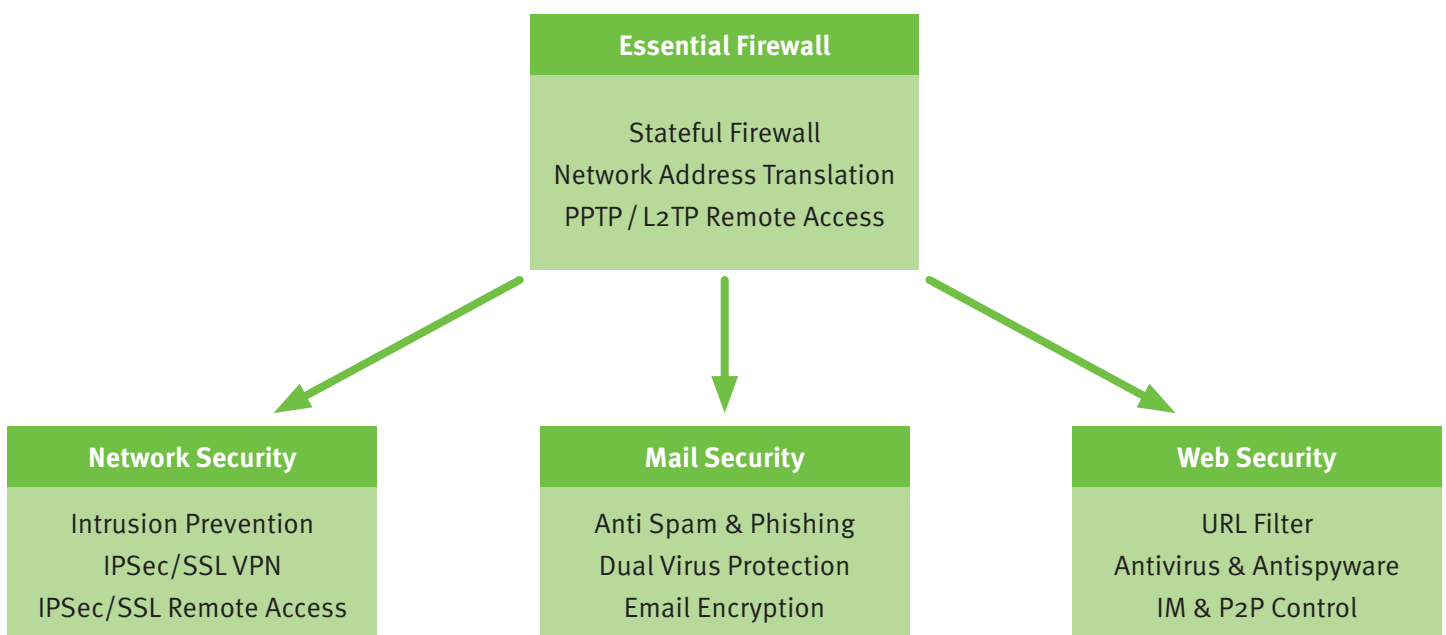 Essential Firewall
Stateful Firewall
Network Address Translation
PPTP / L2TP Remote Access
Network Security
Intrusion Prevention
IPSec/SSL VPN
IPSec/SSL Remote Access
Mail Security
Anti Spam & Phishing
Dual Virus Protection
Email Encryption
Web Security
URL Filter
Antivirus & Antispyware
IM & P2P Control